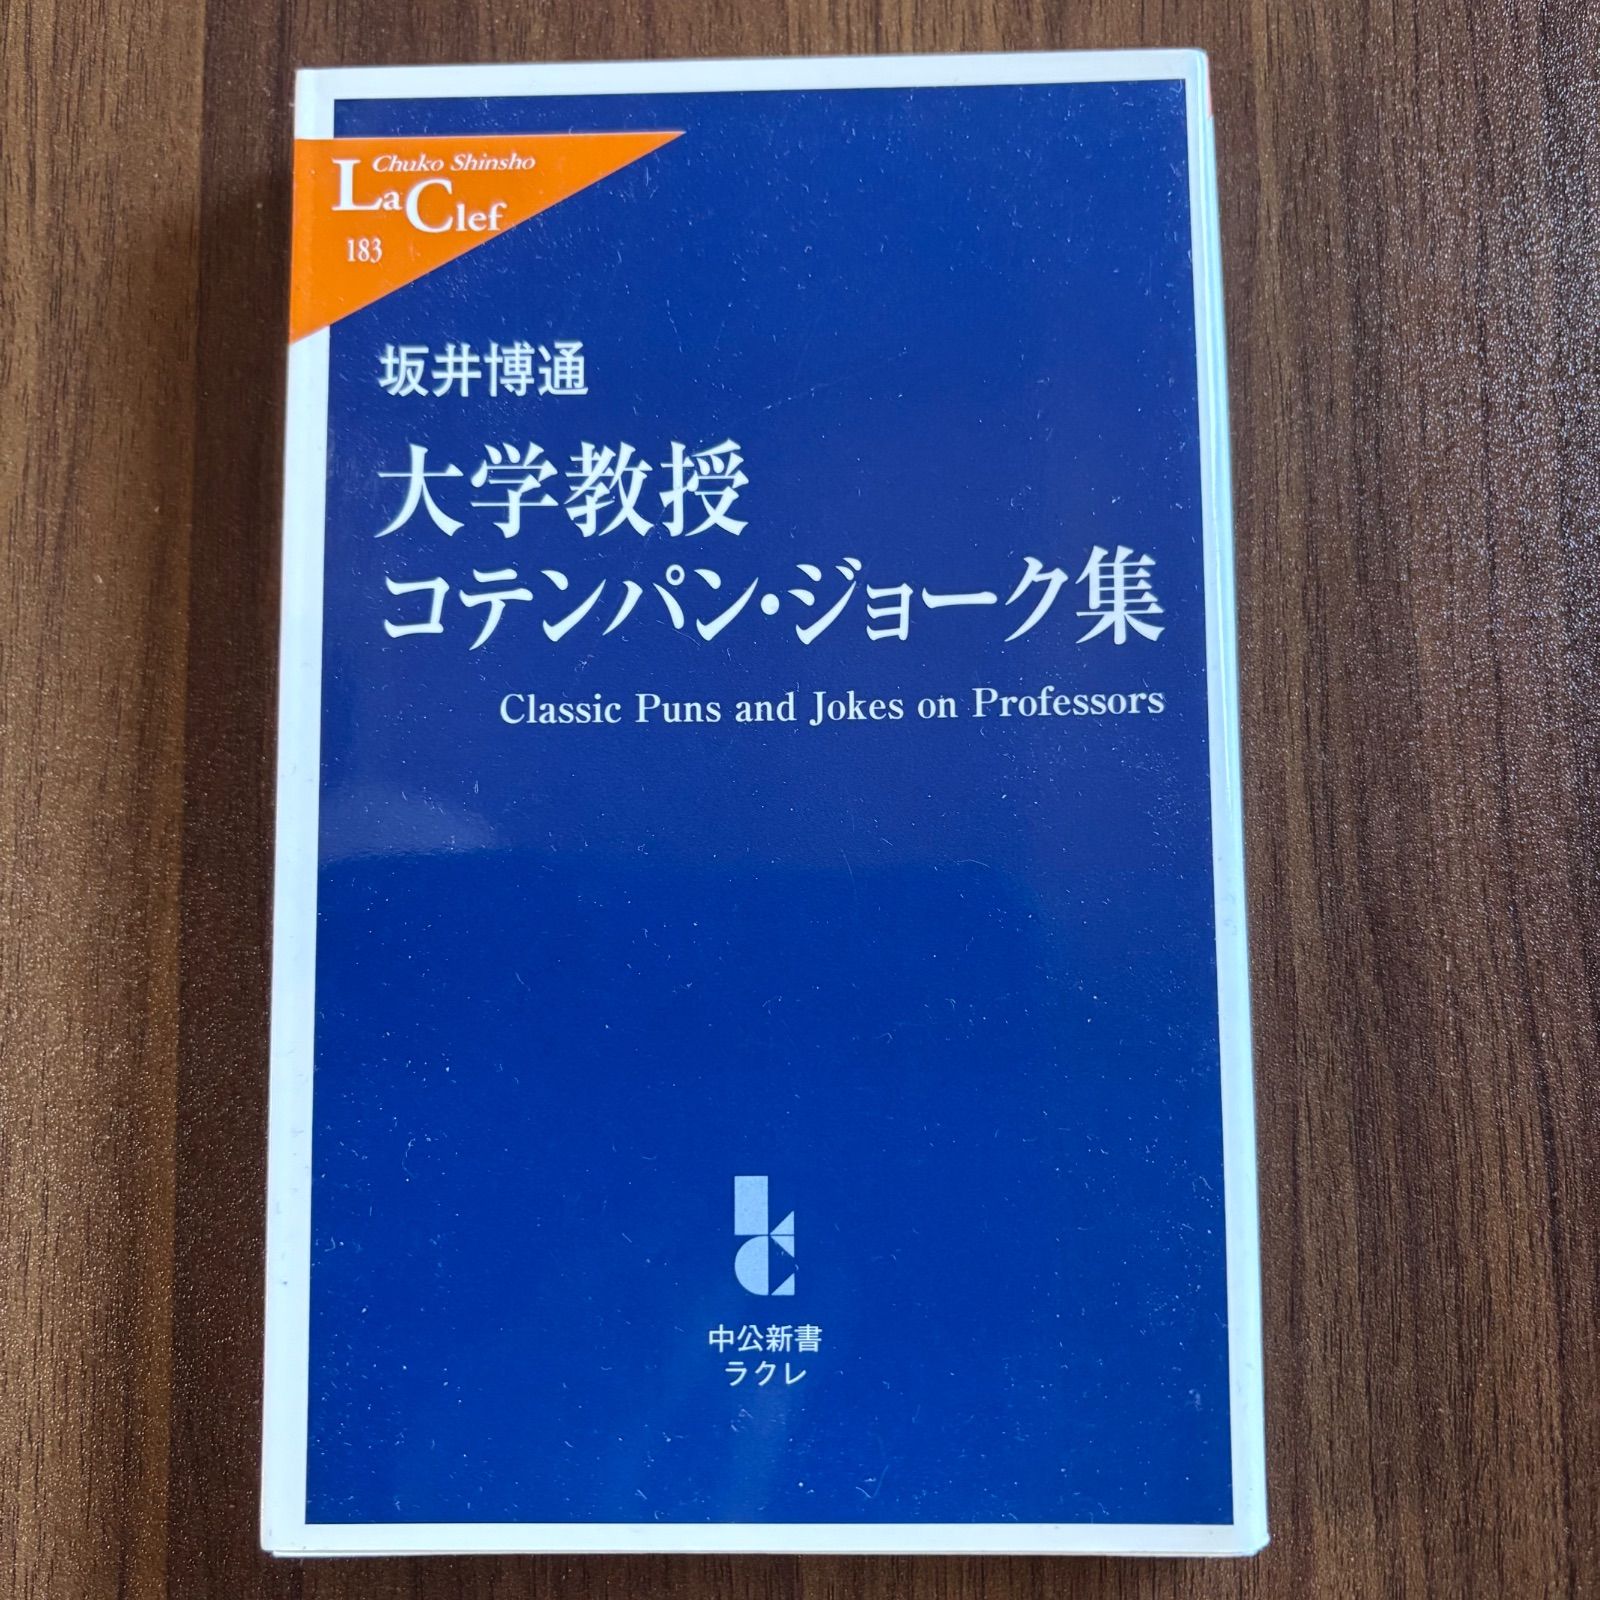 Chuko Shinsho
La Clef
183
坂井博通
大学教授
コテンパン・ジョーク集
Classic Puns and Jokes on Professors
中公新書
ラクレ